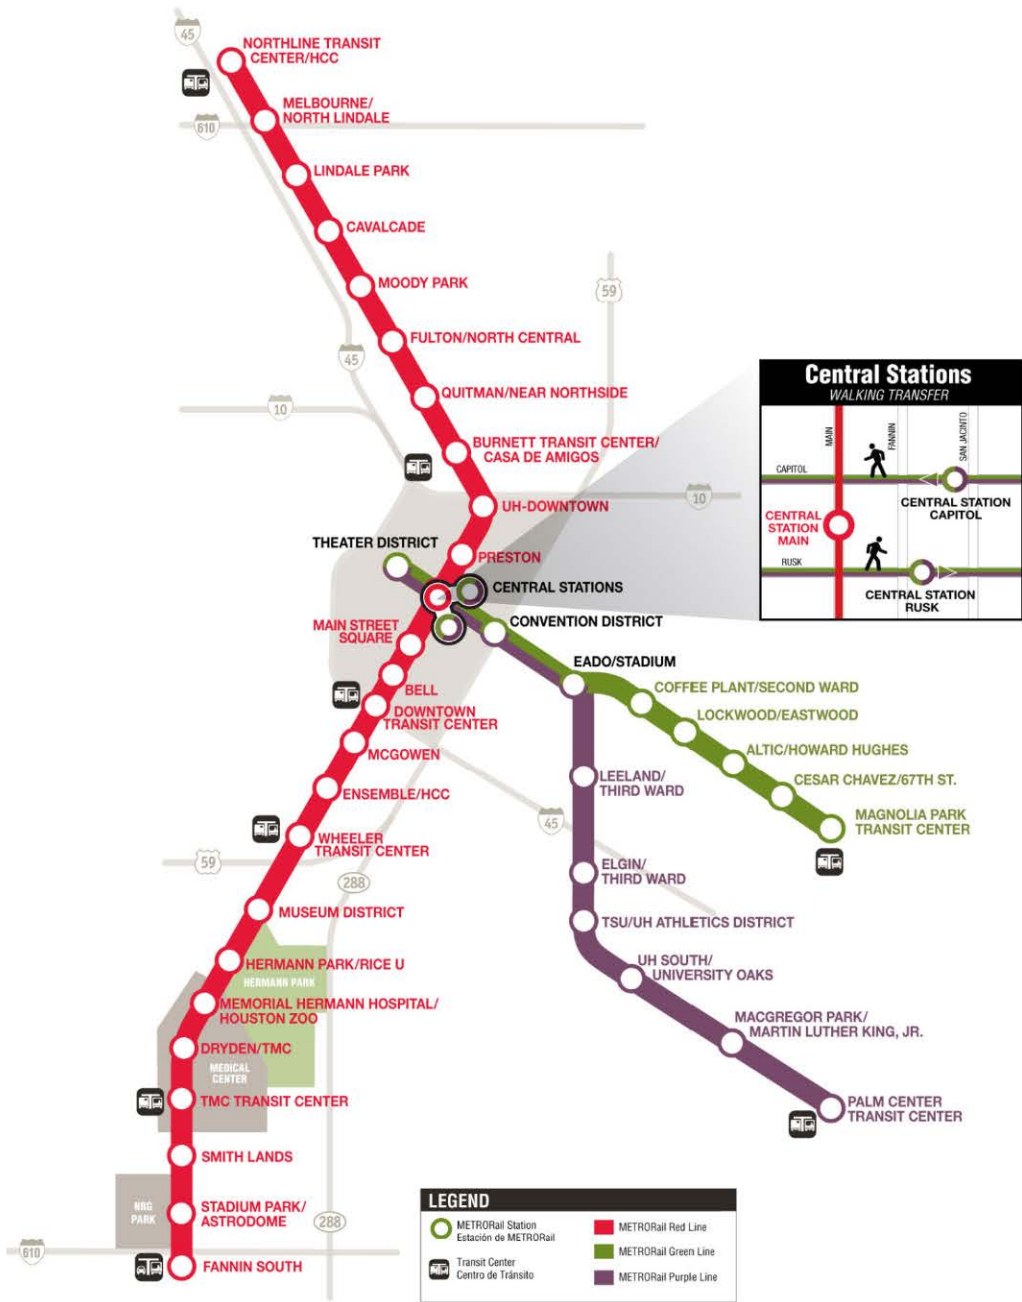 45
NORTHLINE TRANSIT
CENTER/HCC
MELBOURNE/
NORTH LINDALE
610
LINDALE PARK
CAVALCADE
MOODY PARK
59
FULTON/NORTH CENTRAL
45
QUITMAN/NEAR NORTHSIDE
10
BURNETT TRANSIT CENTER/
CASA DE AMIGOS
10
UH-DOWNTOWN
THEATER DISTRICT
PRESTON
CENTRAL STATIONS
CONVENTION DISTRICT
MAIN STREET
SQUARE
EADO/STADIUM
BELL
DOWNTOWN
TRANSIT CENTER
MCGOWEN
ENSEMBLE/HCC
WHEELER
TRANSIT CENTER
59
288
45
MUSEUM DISTRICT
HERMANN PARK/RICE U
HERMANN PARK
MEMORIAL HERMANN HOSPITAL/
HOUSTON ZOO
DRYDEN/TMC
MEDICAL
CENTER
TMC TRANSIT CENTER
SMITH LANDS
NRG
PARK
STADIUM PARK/
ASTRODOME
288
610
FANNIN SOUTH
COFFEE PLANT/SECOND WARD
LOCKWOOD/EASTWOOD
ALTIC/HOWARD HUGHES
CESAR CHAVEZ/67TH ST.
MAGNOLIA PARK
TRANSIT CENTER
LEELAND/
THIRD WARD
ELGIN/
THIRD WARD
TSU/UH ATHLETICS DISTRICT
UH SOUTH/
UNIVERSITY OAKS
MACGREGOR PARK/
MARTIN LUTHER KING, JR.
PALM CENTER
TRANSIT CENTER
Central Stations
WALKING TRANSFER
MAIN
FANNIN
SAN JACINTO
CAPITOL
CENTRAL STATION
CAPITOL
CENTRAL
STATION
MAIN
RUSK
CENTRAL STATION
RUSK
LEGEND
METRORail Station
Estación de METRORail
Transit Center
Centro de Tránsito
METRORail Red Line
METRORail Green Line
METRORail Purple Line